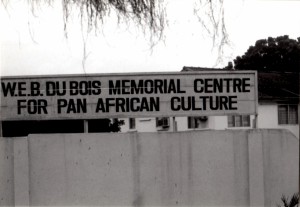 W.E.B. DU BOIS MEMORIAL CENTRE
FOR PAN AFRICAN CULTURE